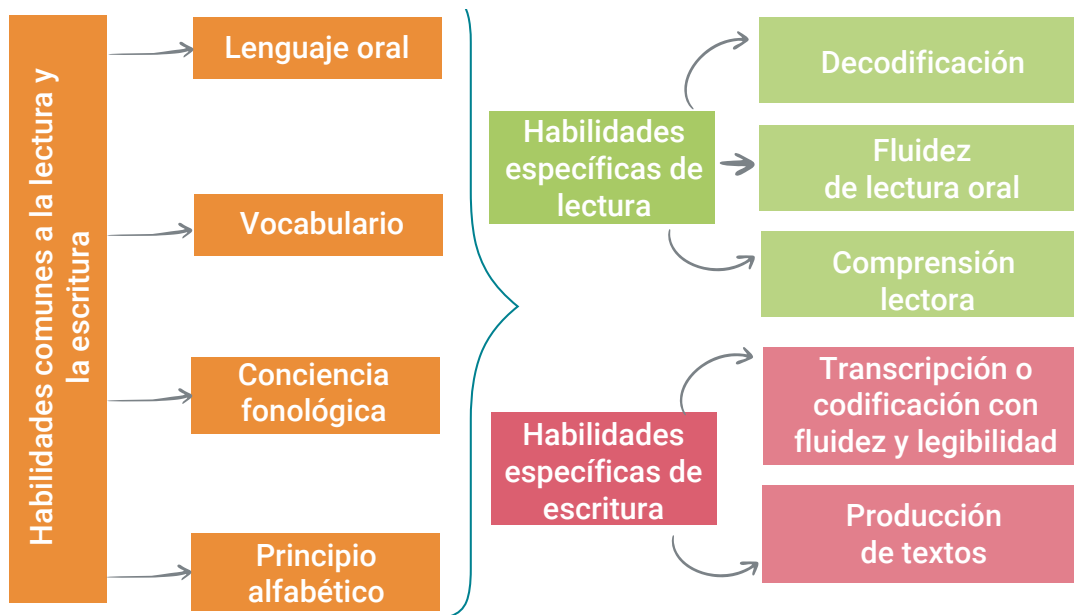 Habilidades comunes a la lectura y
la escritura
Lenguaje oral
Vocabulario
Conciencia
fonológica
Principio
alfabético
Habilidades
específicas de
lectura
Decodificación
Fluidez
de lectura oral
Comprensión
lectora
Habilidades
específicas de
escritura
Transcripción o
codificación con
fluidez y legibilidad
Producción
de textos